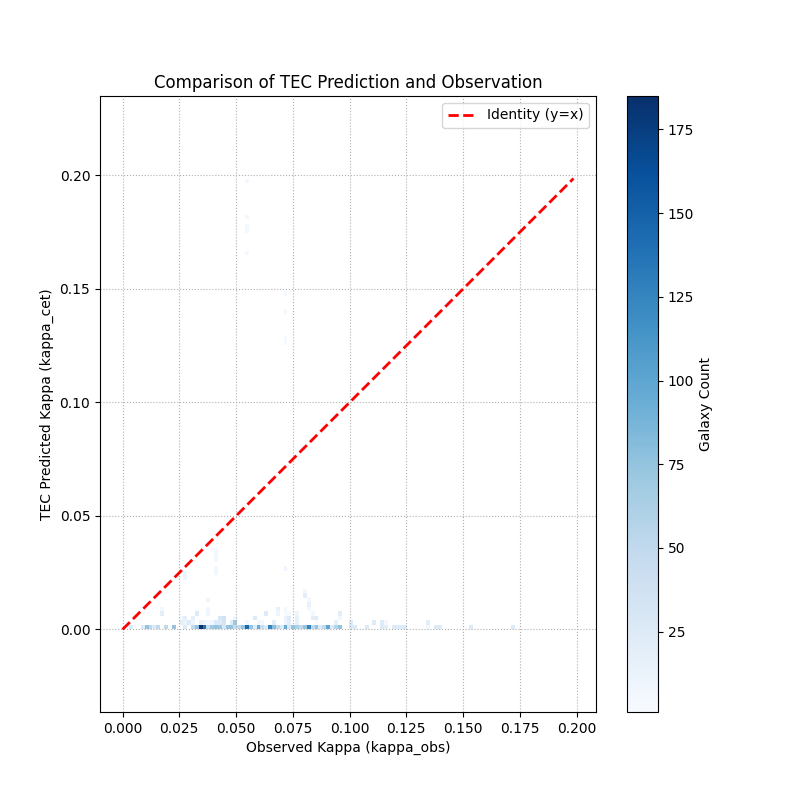 Comparison of TEC Prediction and Observation
Identity (y=x)
TEC Predicted Kappa (kappa_cet)
0.20
0.15
0.10
0.05
0.00
0.000 0.025 0.050 0.075 0.100 0.125 0.150 0.175 0.200
Observed Kappa (kappa_obs)
175
150
125
100
75
50
25
Galaxy Count